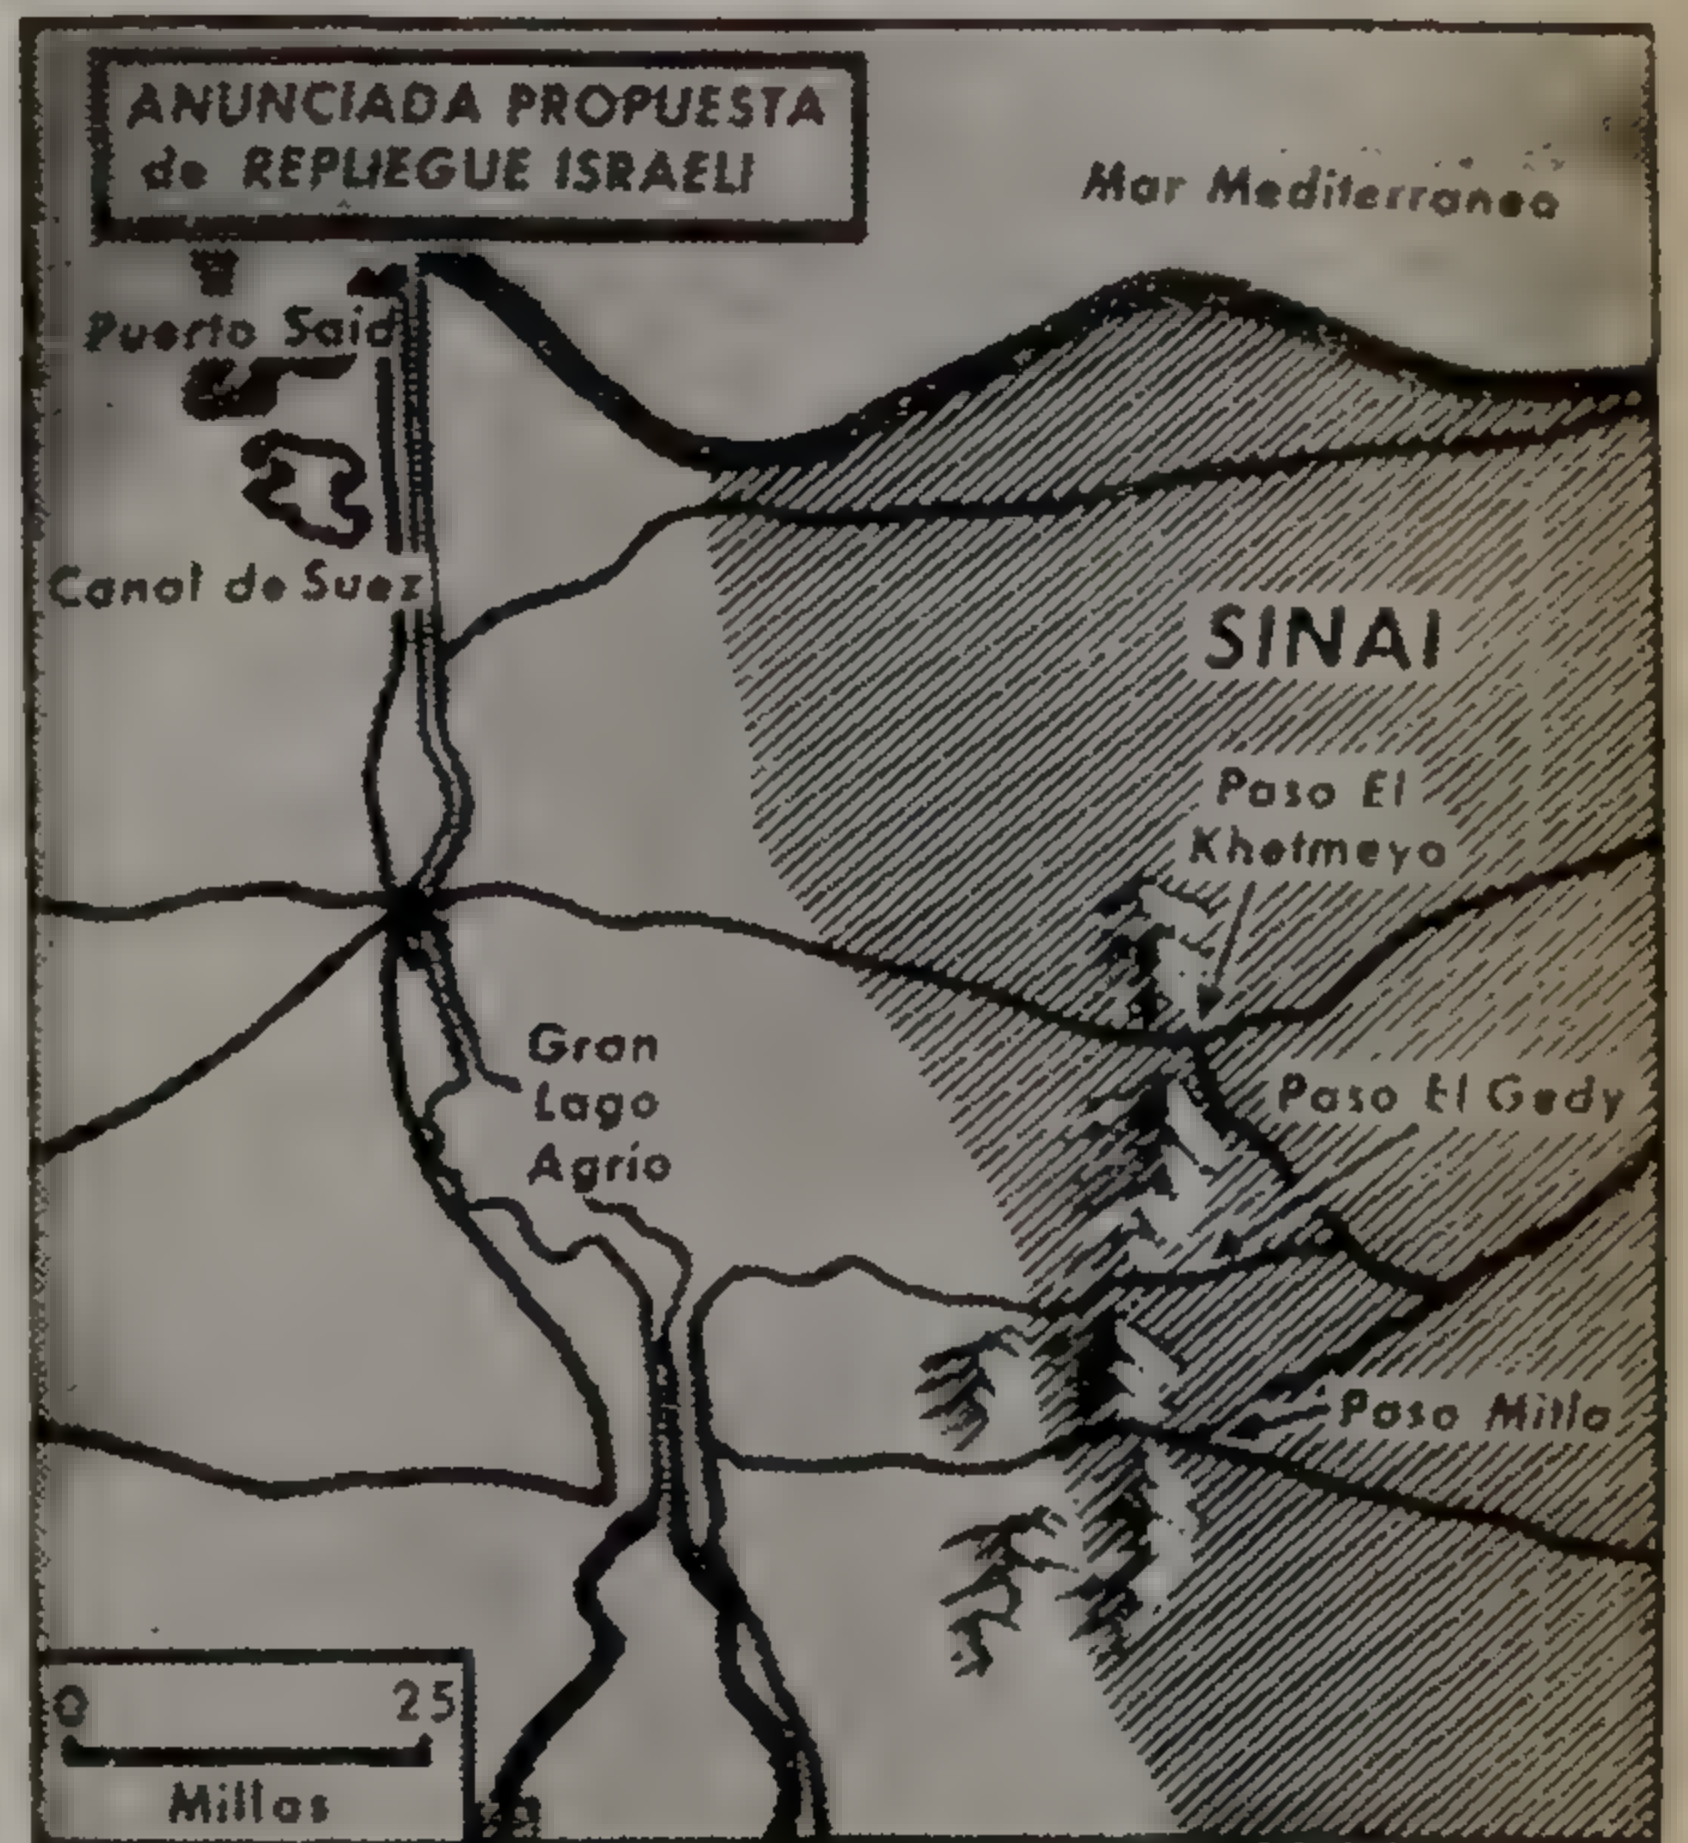 ANUNCIADA PROPUESTA
de REPLIEGUE ISRAELI
Mar Mediterraneo
Puerto Said
Canal de Suez
SINAI
Paso El
Khatmeya
Gran
Lago
Agrio
Paso El Gedy
Paso Mitla
0 25
Millas